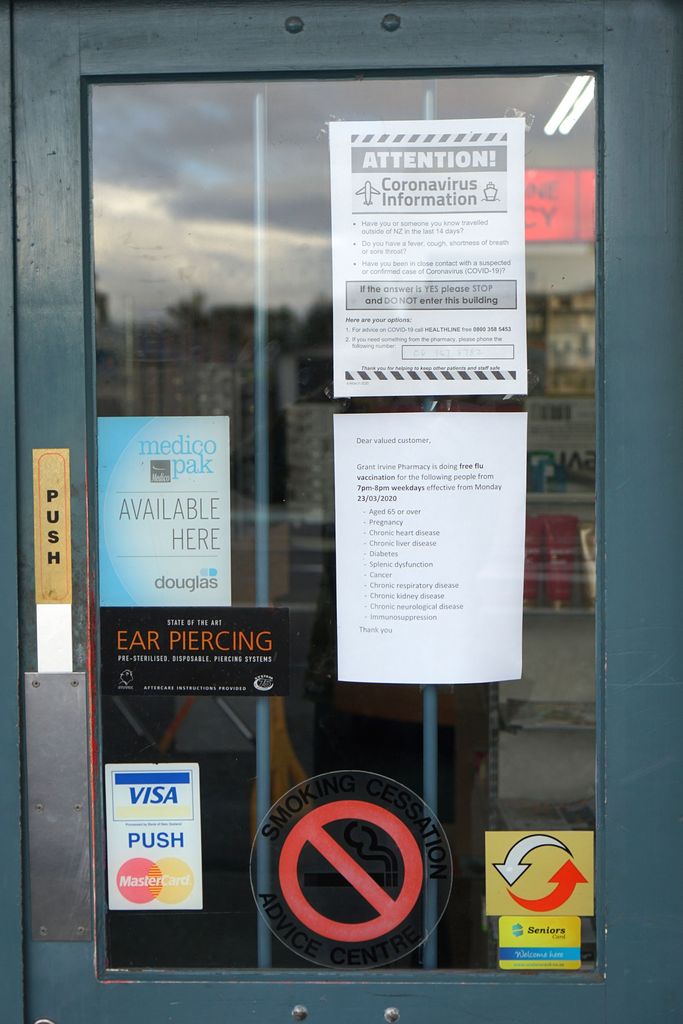 ATTENTION!
Coronavirus
Information
• Have you or someone you know travelled
outside of NZ in the last 14 days?
• Do you have a fever, cough, shortness of breath
or sore throat?
• Have you been in close contact with a suspected
or confirmed case of Coronavirus (COVID-19)?
If the answer is YES please STOP
and DO NOT enter this building
Here are your options:
1. For advice on COVID-19 call HEALTHLINE free 0800 358 5453
2. If you need something from the pharmacy, please phone the
following number:
Thank you for helping to keep other patients and staff safe
Dear valued customer,
Grant Irvine Pharmacy is doing free flu
vaccination for the following people from
7pm-8pm weekdays effective from Monday
23/03/2020
- Aged 65 or over
- Pregnancy
- Chronic heart disease
- Chronic liver disease
- Diabetes
- Splenic dysfunction
- Cancer
- Chronic respiratory disease
- Chronic kidney disease
- Chronic neurological disease
- Immunosuppression
Thank you
medico
pak
Medico
AVAILABLE
HERE
douglas
PUSH
STATE OF THE ART
EAR PIERCING
PRE-STERILISED, DISPOSABLE, PIERCING SYSTEMS
AFTERCARE INSTRUCTIONS PROVIDED
VISA
PUSH
MasterCard
SMOKING CESSATION
ADVICE CENTRE
Seniors
Card
Welcome here